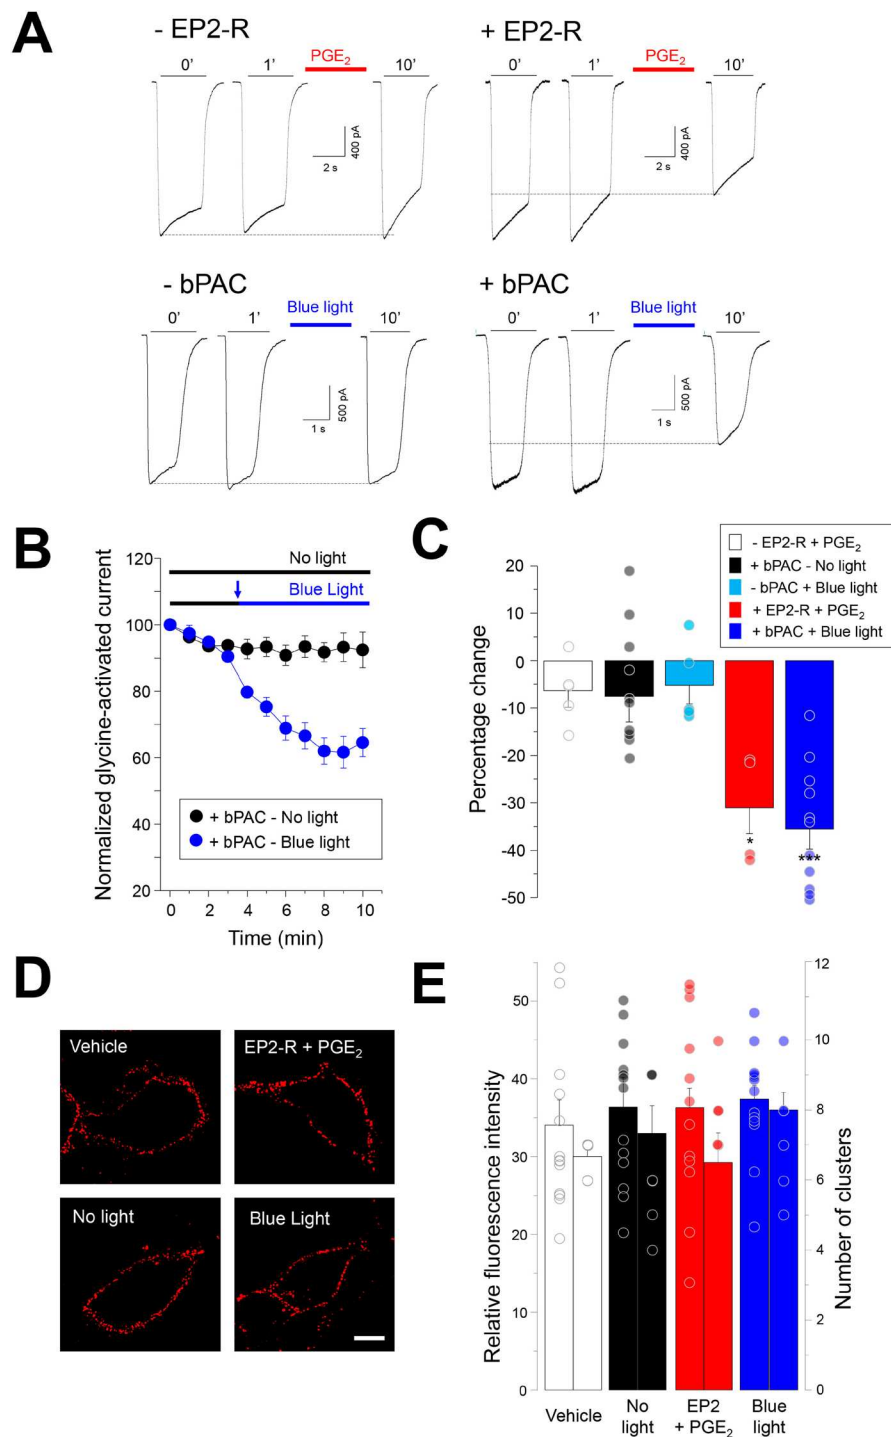 A
- EP2-R
+ EP2-R
0' 1' PGE2 10'
0' 1' PGE2 10'
400 pA
2 s
400 pA
2 s
- bPAC
+ bPAC
0' 1' Blue light 10'
0' 1' Blue light 10'
500 pA
1 s
500 pA
1 s
B
Normalized glycine-activated current
120
100
80
60
40
20
No light
Blue Light
+ bPAC - No light
+ bPAC - Blue light
0 2 4 6 8 10
Time (min)
C
- EP2-R + PGE2
+ bPAC - No light
- bPAC + Blue light
+ EP2-R + PGE2
+ bPAC + Blue light
Percentage change
20
10
0
-10
-20
-30
-40
-50
*
***
D
Vehicle
EP2-R + PGE2
No light
Blue Light
E
Relative fluorescence intensity
50
40
30
20
10
0
Number of clusters
12
10
8
6
4
2
0
Vehicle
No light
EP2 + PGE2
Blue light